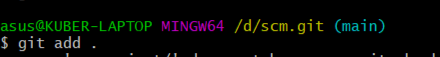 asus@KUBER-LAPTOP MINGW64 /d/scm.git (main)
$ git add .